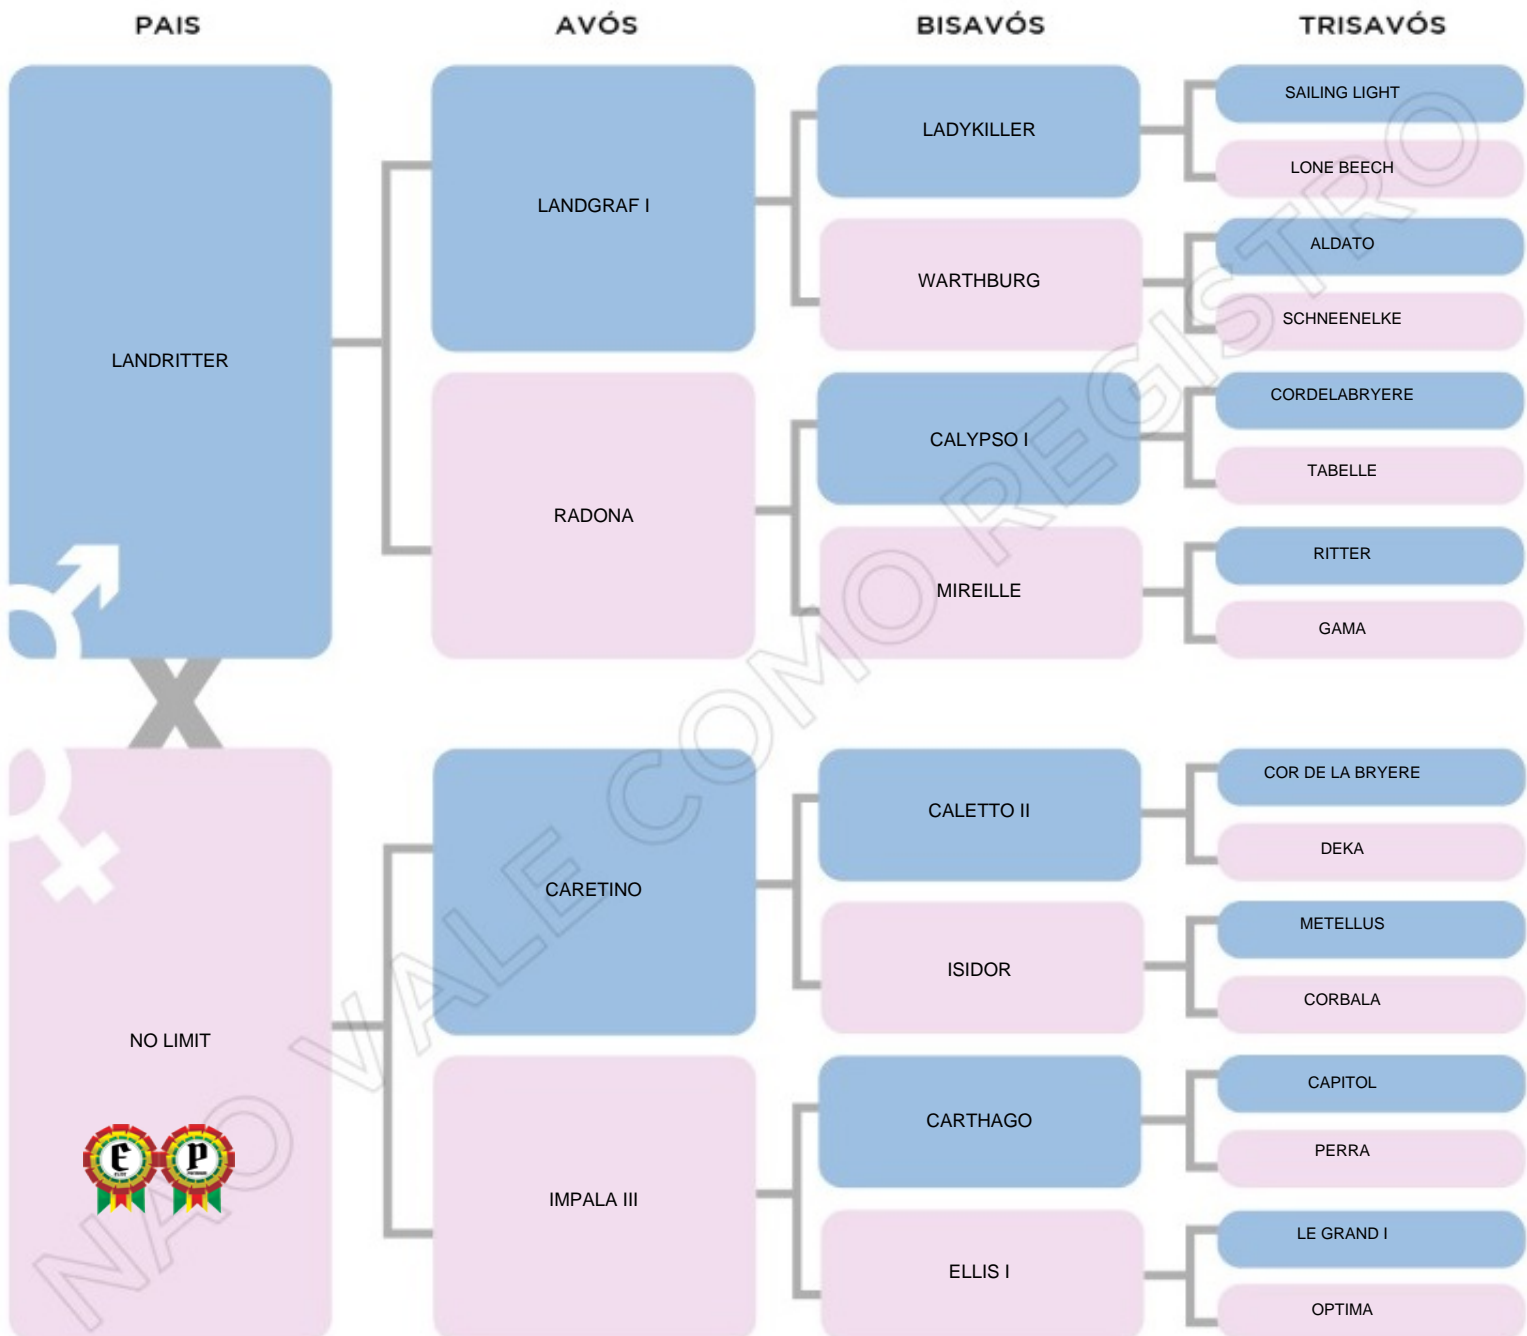 PAIS AVÓS BISAVÓS TRISAVÓS
SAILING LIGHT
LADYKILLER
LONE BEECH
LANDGRAF I
ALDATO
WARTHBURG
SCHNEENELKE
LANDRITTER
CORDELABRYERE
CALYPSO I
TABELLE
RADONA
RITTER
MIREILLE
GAMA
X
COR DE LA BRYERE
CALETTO II
DEKA
CARETINO
METELLUS
ISIDOR
CORBALA
NO LIMIT
CAPITOL
CARTHAGO
PERRA
E P
IMPALA III
LE GRAND I
ELLIS I
OPTIMA
NAO VALE COMO REGISTRO